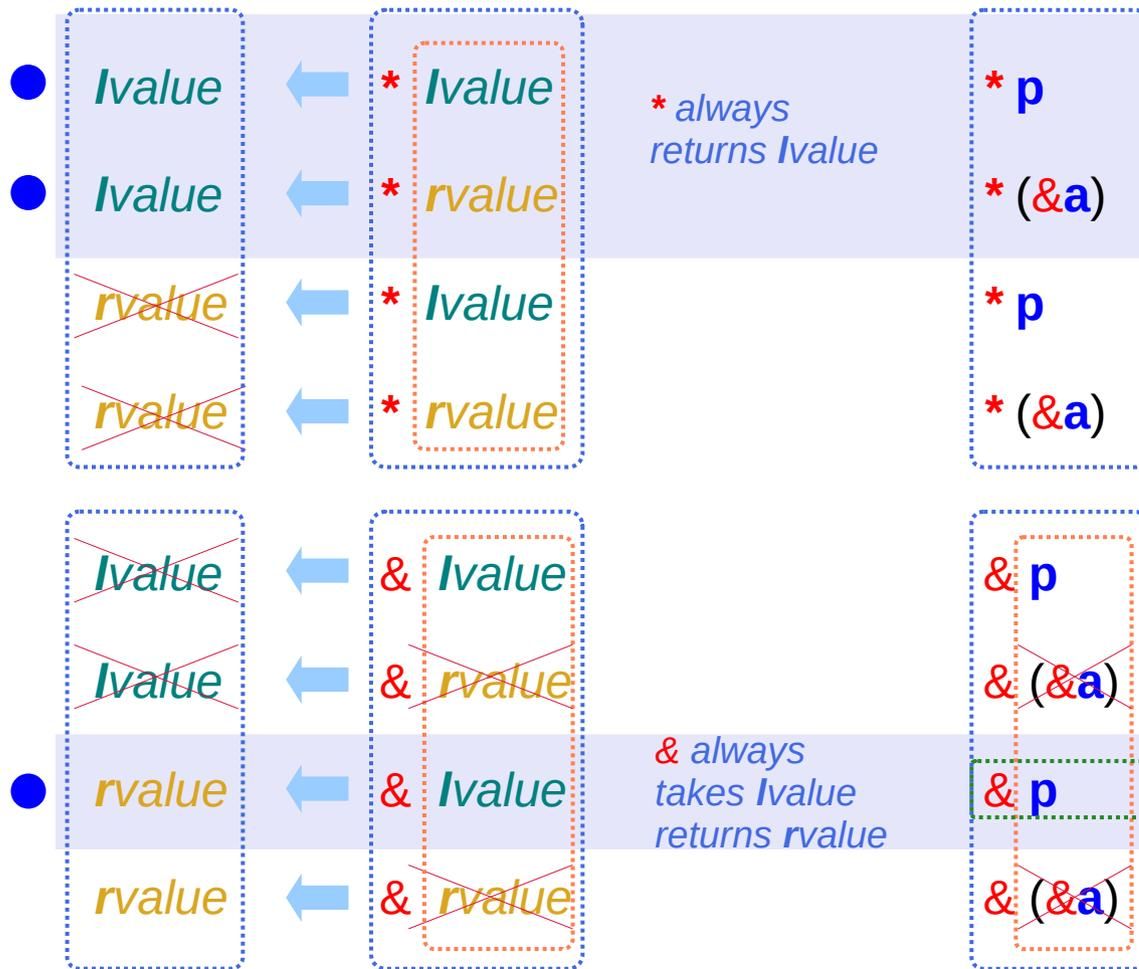 lvalue * lvalue * p
* always
returns lvalue
lvalue * rvalue * (&a)
rvalue * lvalue * p
rvalue * rvalue * (&a)
lvalue & lvalue & p
lvalue & rvalue & (&a)
& always
rvalue & lvalue takes lvalue & p
returns rvalue
rvalue & rvalue & (&a)